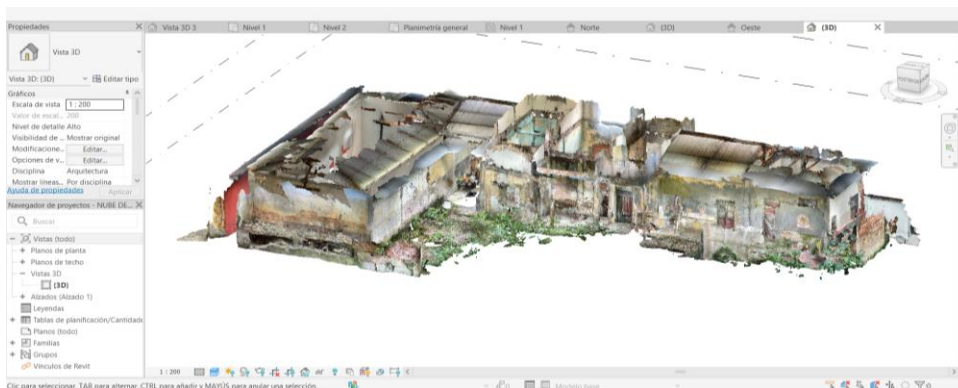 Propiedades
Vista 3D 3
Nivel 1
Nivel 2
Planimetría general
Nivel 1
Norte
(3D)
Oeste
(3D)
Vista 3D
Vista 3D: (3D)
Editar tipo
Gráficos
Escala de vista 1 : 200
Valor de escal... 200
Nivel de detalle Alto
Visibilidad de ... Mostrar original
Modificacione... Editar...
Opciones de v... Editar...
Disciplina Arquitectura
Mostrar líneas... Por disciplina
Ayuda de propiedades Aplicar
Navegador de proyectos - NUBE DE...
Buscar
Vistas (todo)
Planos de planta
Planos de techo
Vistas 3D
(3D)
Alzados (Alzado 1)
Leyendas
Tablas de planificación/Cantidade
Planos (todo)
Familias
Grupos
Vínculos de Revit
1 : 200
Clic para seleccionar, TAB para alternar, CTRL para añadir y MAYÚS para anular una selección.
:0
Modelo base
:0